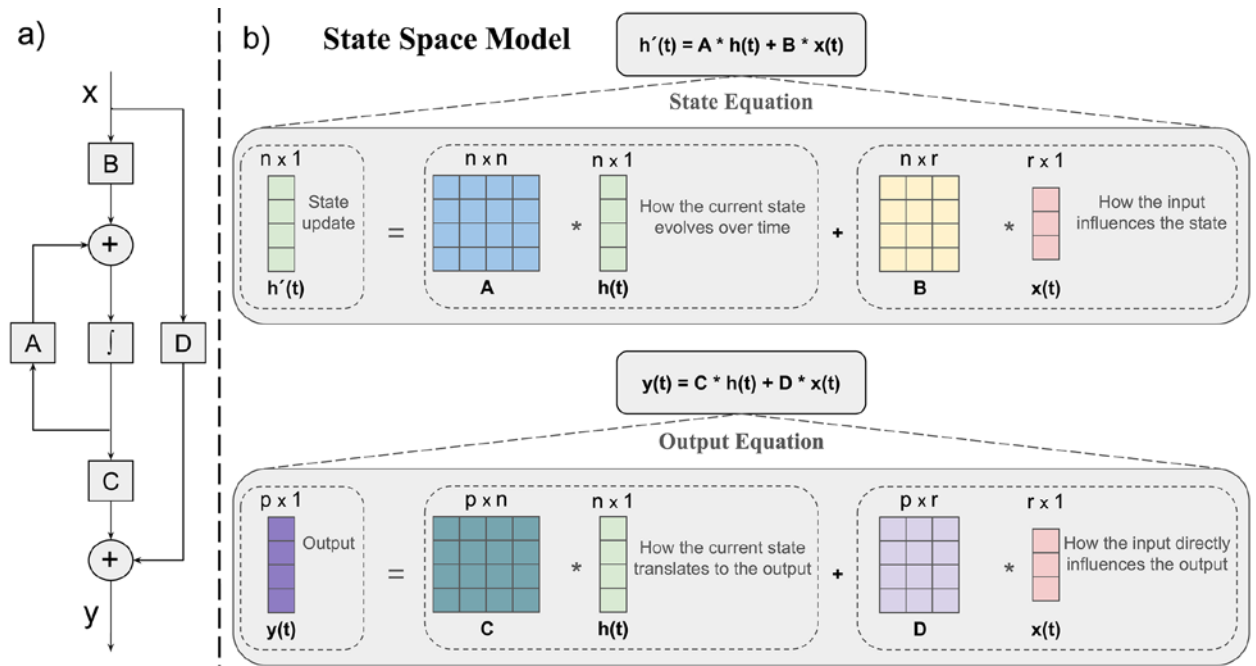 a)
x
B
+
A
∫
D
C
+
y
b)
State Space Model
h´(t) = A * h(t) + B * x(t)
State Equation
n x 1
n x n
n x 1
n x r
r x 1
State
update
=
*
How the current state
evolves over time
+
*
How the input
influences the state
h´(t)
A
h(t)
B
x(t)
y(t) = C * h(t) + D * x(t)
Output Equation
p x 1
p x n
n x 1
p x r
r x 1
Output
=
*
How the current state
translates to the output
+
*
How the input directly
influences the output
y(t)
C
h(t)
D
x(t)